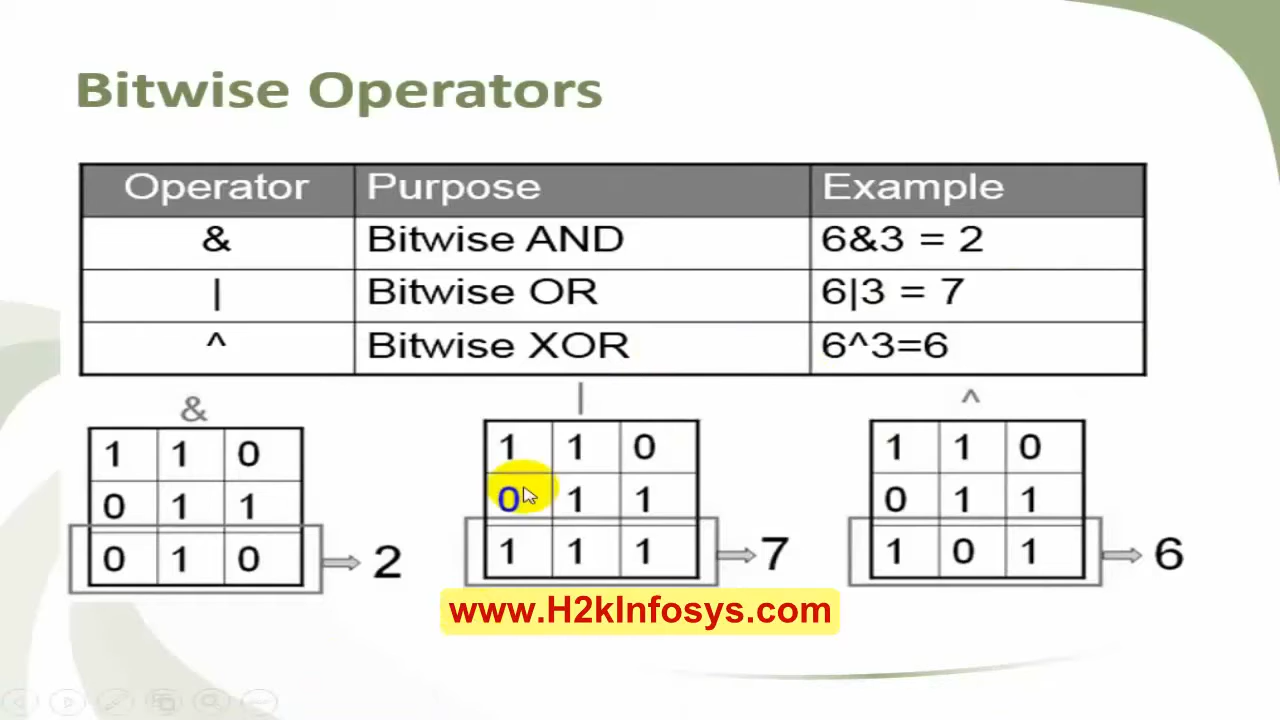 Bitwise Operators
Operator Purpose Example
& Bitwise AND 6&3 = 2
| Bitwise OR 6|3 = 7
^ Bitwise XOR 6^3=6
& | ^
1 1 0 1 1 0 1 1 0
0 1 1 0 1 1 0 1 1
0 1 0 2 1 1 1 7 1 0 1 6
www.H2kInfosys.com